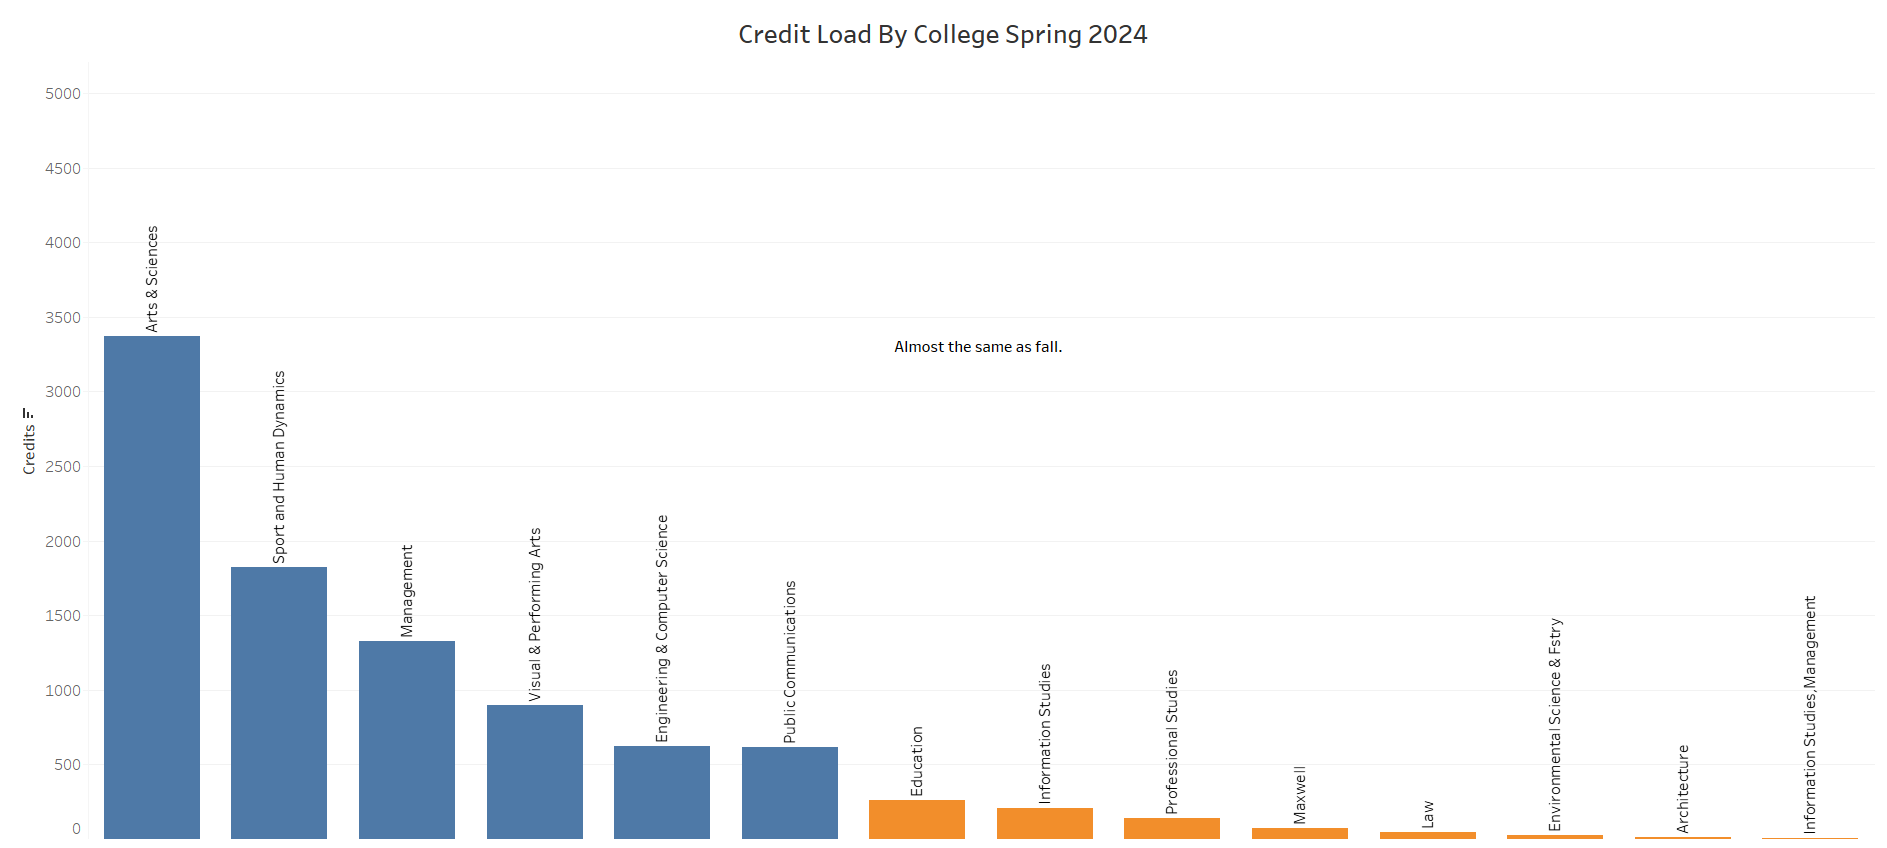 Credit Load By College Spring 2024
5000
4500
4000
3500
3000
2500
2000
1500
1000
500
0
Credits
Almost the same as fall.
Arts & Sciences
Sport and Human Dynamics
Management
Visual & Performing Arts
Engineering & Computer Science
Public Communications
Education
Information Studies
Professional Studies
Maxwell
Law
Environmental Science & Fstry
Architecture
Information Studies,Management